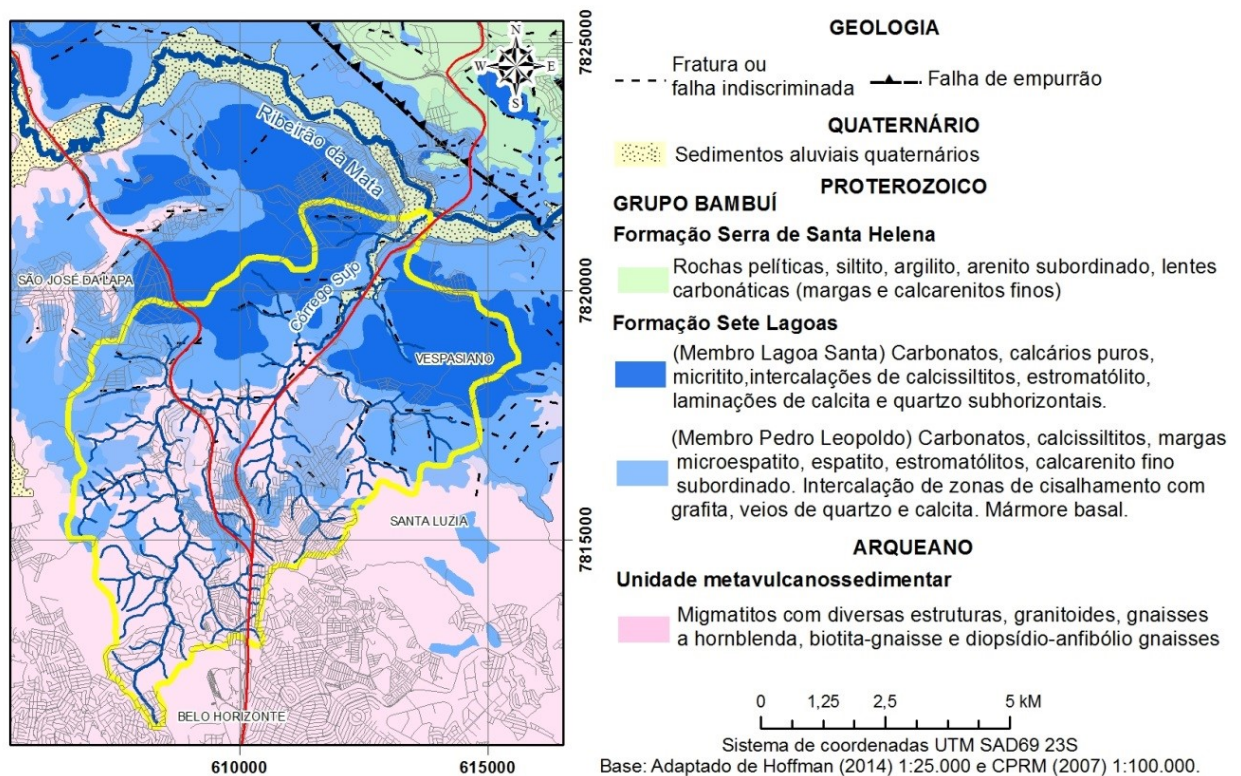 N
W E
S
Ribeirão da Mata
SÃO JOSÉ DA LAPA
Córrego Sujo
VESPASIANO
SANTA LUZIA
BELO HORIZONTE
7825000
7820000
7815000
610000
615000
GEOLOGIA
Fratura ou
falha indiscriminada
Falha de empurrão
QUATERNÁRIO
Sedimentos aluviais quaternários
PROTEROZOICO
GRUPO BAMBUÍ
Formação Serra de Santa Helena
Rochas pelíticas, siltito, argilito, arenito subordinado, lentes
carbonáticas (margas e calcarenitos finos)
Formação Sete Lagoas
(Membro Lagoa Santa) Carbonatos, calcários puros,
micritito,intercalações de calcissiltitos, estromatólito,
laminações de calcita e quartzo subhorizontais.
(Membro Pedro Leopoldo) Carbonatos, calcissiltitos, margas
microespatito, espatito, estromatólitos, calcarenito fino
subordinado. Intercalação de zonas de cisalhamento com
grafita, veios de quartzo e calcita. Mármore basal.
ARQUEANO
Unidade metavulcanossedimentar
Migmatitos com diversas estruturas, granitoides, gnaisses
a hornblenda, biotita-gnaisse e diopsídio-anfibólio gnaisses
0 1,25 2,5 5 kM
Sistema de coordenadas UTM SAD69 23S
Base: Adaptado de Hoffman (2014) 1:25.000 e CPRM (2007) 1:100.000.